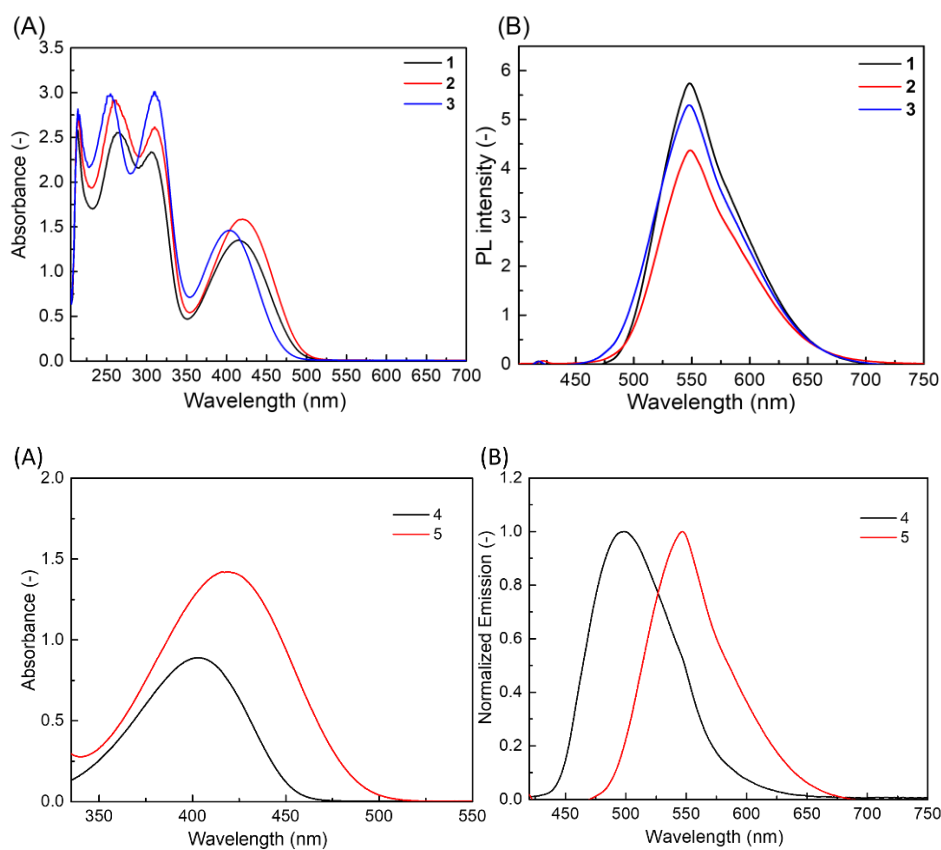 (A)
1
2
3
3.5
3.0
2.5
2.0
1.5
1.0
0.5
0.0
Absorbance (-)
250 300 350 400 450 500 550 600 650 700
Wavelength (nm)
(B)
1
2
3
6
5
4
3
2
1
0
PL intensity (-)
450 500 550 600 650 700 750
Wavelength (nm)
(A)
4
5
2.0
1.5
1.0
0.5
0.0
Absorbance (-)
350 400 450 500 550
Wavelength (nm)
(B)
4
5
1.2
1.0
0.8
0.6
0.4
0.2
0.0
Normalized Emission (-)
450 500 550 600 650 700 750
Wavelength (nm)